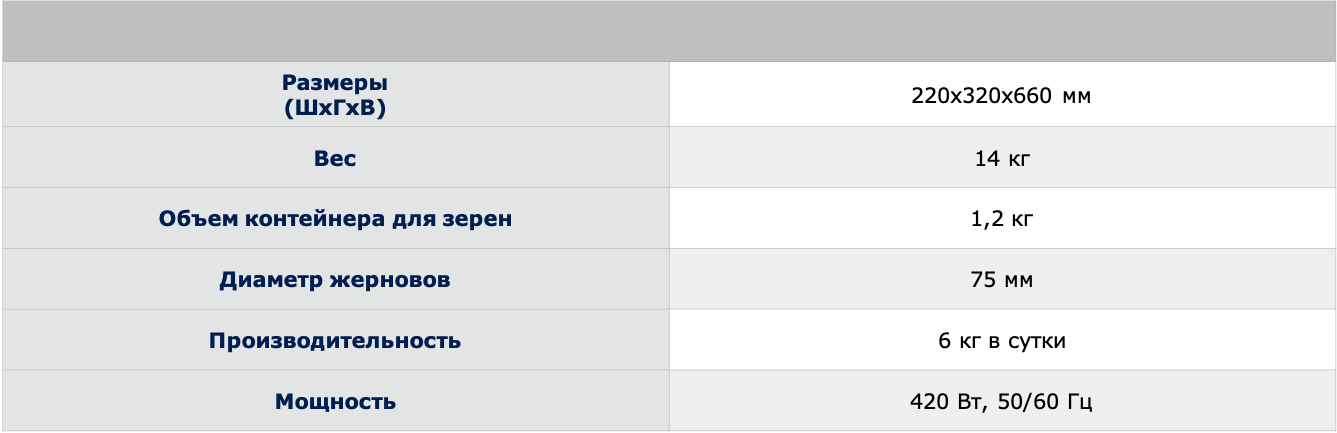 Размеры
(ШхГхВ)
220х320х660 мм
Вес
14 кг
Объем контейнера для зерен
1,2 кг
Диаметр жерновов
75 мм
Производительность
6 кг в сутки
Мощность
420 Вт, 50/60 Гц